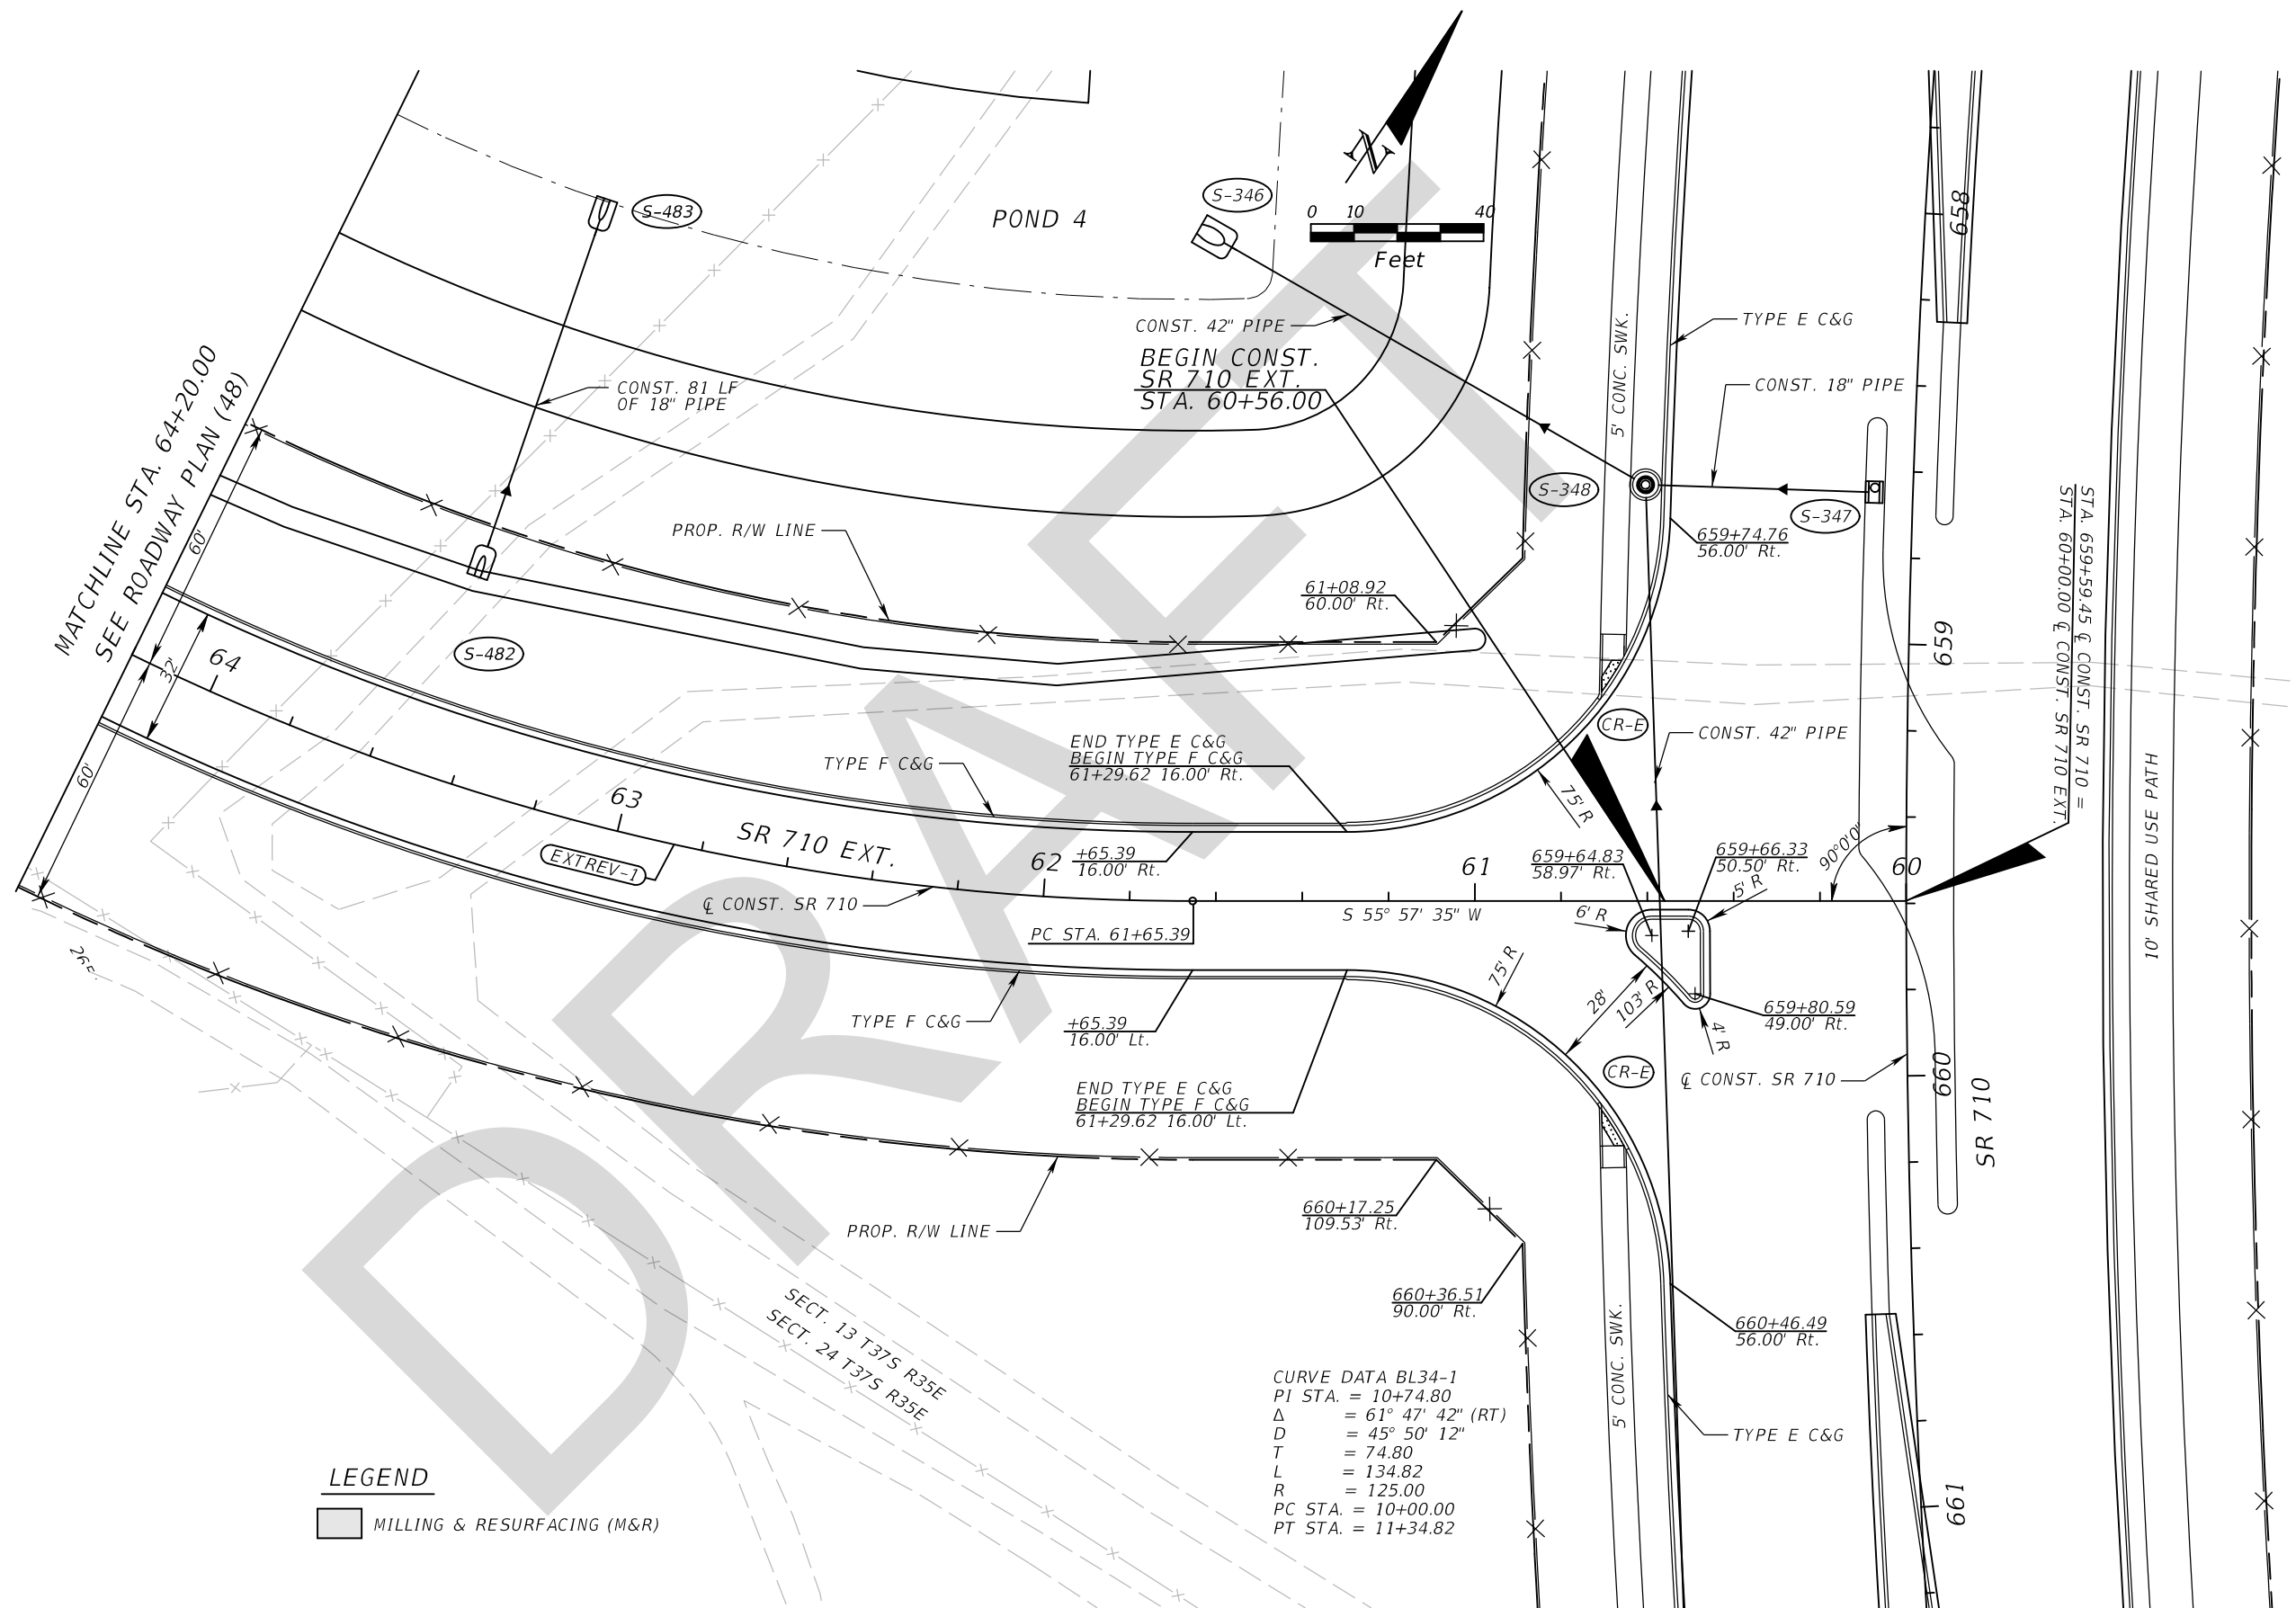 N
0 10 40
Feet
S-483
POND 4
S-346
658
CONST. 42" PIPE
BEGIN CONST.
SR 710 EXT.
STA. 60+56.00
5' CONC. SWK.
TYPE E C&G
CONST. 18" PIPE
MATCHLINE STA. 64+20.00
SEE ROADWAY PLAN (48)
CONST. 81 LF
OF 18" PIPE
S-348
S-347
PROP. R/W LINE
659+74.76
56.00' Rt.
STA. 659+59.45 ℄ CONST. SR 710 =
STA. 60+00.00 ℄ CONST. SR 710 EXT.
60'
61+08.92
60.00' Rt.
659
S-482
64
32'
CR-E
CONST. 42" PIPE
60'
END TYPE E C&G
BEGIN TYPE F C&G
61+29.62 16.00' Rt.
TYPE F C&G
75' R
10' SHARED USE PATH
63
SR 710 EXT.
EXTREV-1
62
+65.39
16.00' Rt.
61
659+64.83
58.97' Rt.
659+66.33
50.50' Rt.
90°0'0"
60
5' R
℄ CONST. SR 710
S 55° 57' 35" W
6' R
PC STA. 61+65.39
265.
75' R
28'
103' R
4' R
659+80.59
49.00' Rt.
TYPE F C&G
+65.39
16.00' Lt.
CR-E
℄ CONST. SR 710
660
SR 710
END TYPE E C&G
BEGIN TYPE F C&G
61+29.62 16.00' Lt.
PROP. R/W LINE
660+17.25
109.53' Rt.
660+36.51
90.00' Rt.
660+46.49
56.00' Rt.
5' CONC. SWK.
SECT. 13 T37S R35E
SECT. 24 T37S R35E
TYPE E C&G
661
CURVE DATA BL34-1
PI STA. = 10+74.80
Δ = 61° 47' 42" (RT)
D = 45° 50' 12"
T = 74.80
L = 134.82
R = 125.00
PC STA. = 10+00.00
PT STA. = 11+34.82
LEGEND
MILLING & RESURFACING (M&R)
DRAFT